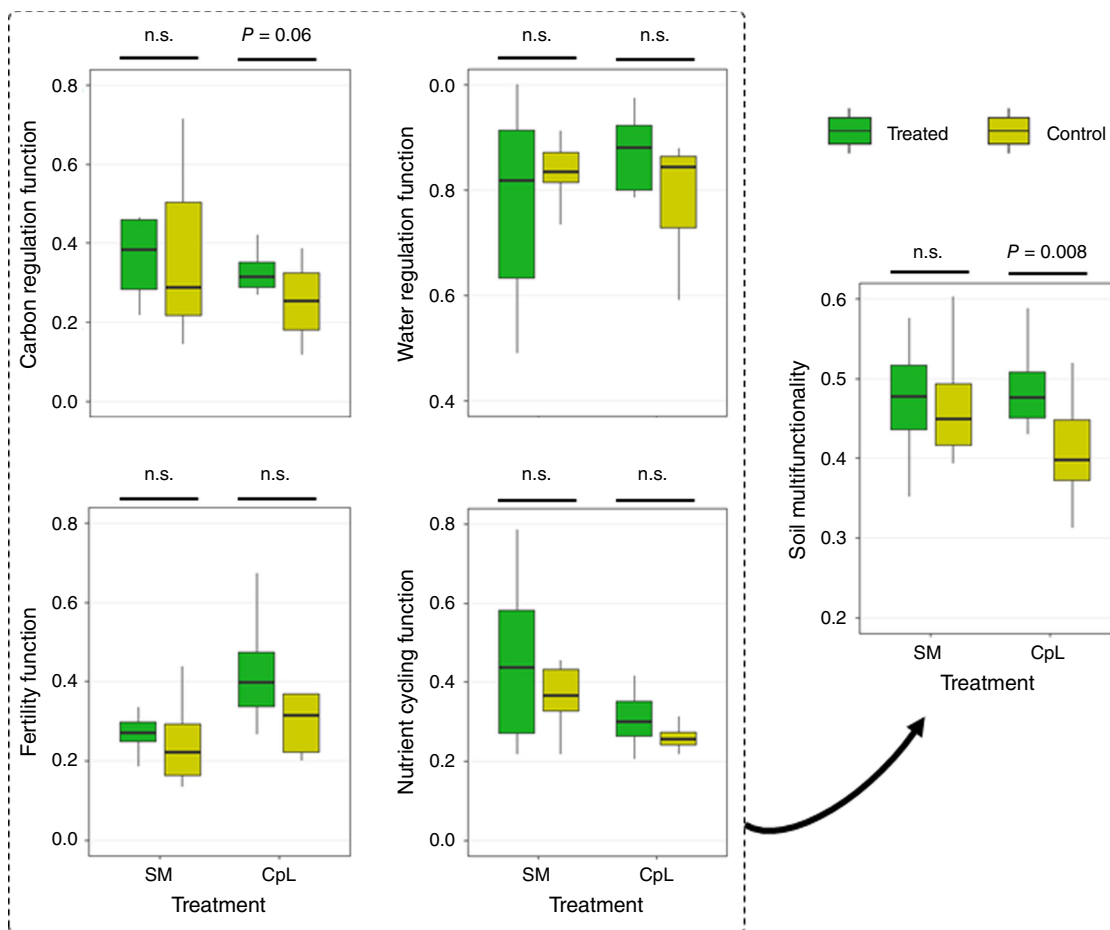 n.s.
P = 0.06
Carbon regulation function
0.8
0.6
0.4
0.2
0.0
n.s.
n.s.
Water regulation function
0.0
0.8
0.6
0.4
Treated
Control
n.s.
n.s.
Fertility function
0.8
0.6
0.4
0.2
0.0
SM
CpL
Treatment
n.s.
n.s.
Nutrient cycling function
0.8
0.6
0.4
0.2
0.0
SM
CpL
Treatment
n.s.
P = 0.008
Soil multifunctionality
0.6
0.5
0.4
0.3
0.2
SM
CpL
Treatment